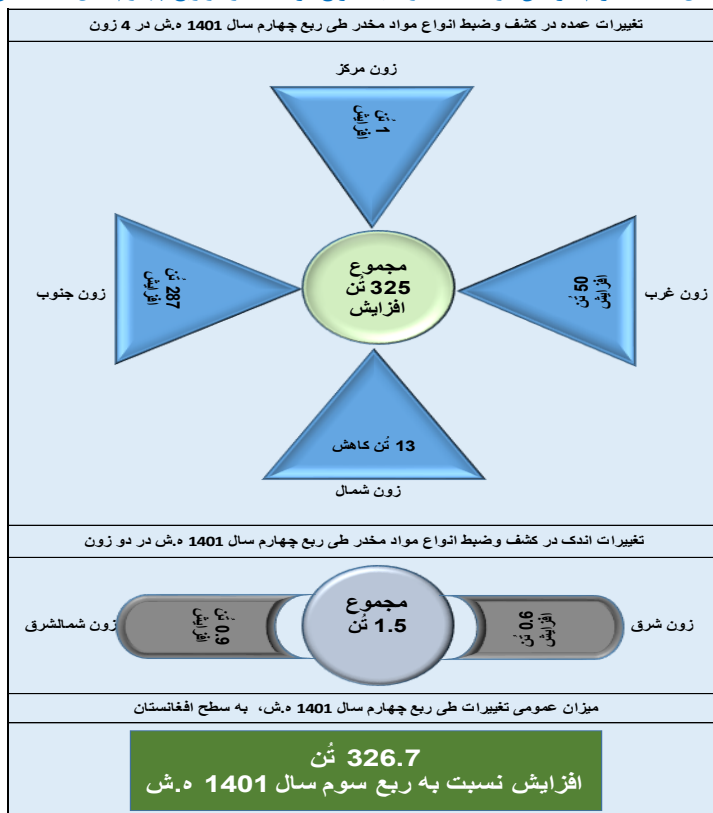 تغییرات عمده در کشف وضبط انواع مواد مخدر طی ربع چهارم سال 1401 ه.ش در 4 زون
زون مرکز
1 تُن
افزایش
زون غرب
50 تُن
افزایش
مجموع
325 تُن
افزایش
287 تُن
افزایش
زون جنوب
13 تُن کاهش
زون شمال
تغییرات اندک در کشف وضبط انواع مواد مخدر طی ربع چهارم سال 1401 ه.ش در دو زون
زون شرق
0.6 تُن
افزایش
مجموع
1.5 تُن
0.9 تُن
افزایش
زون شمالشرق
میزان عمومی تغییرات طی ربع چهارم سال 1401 ه.ش، به سطح افغانستان
326.7 تُن
افزایش نسبت به ربع سوم سال 1401 ه.ش